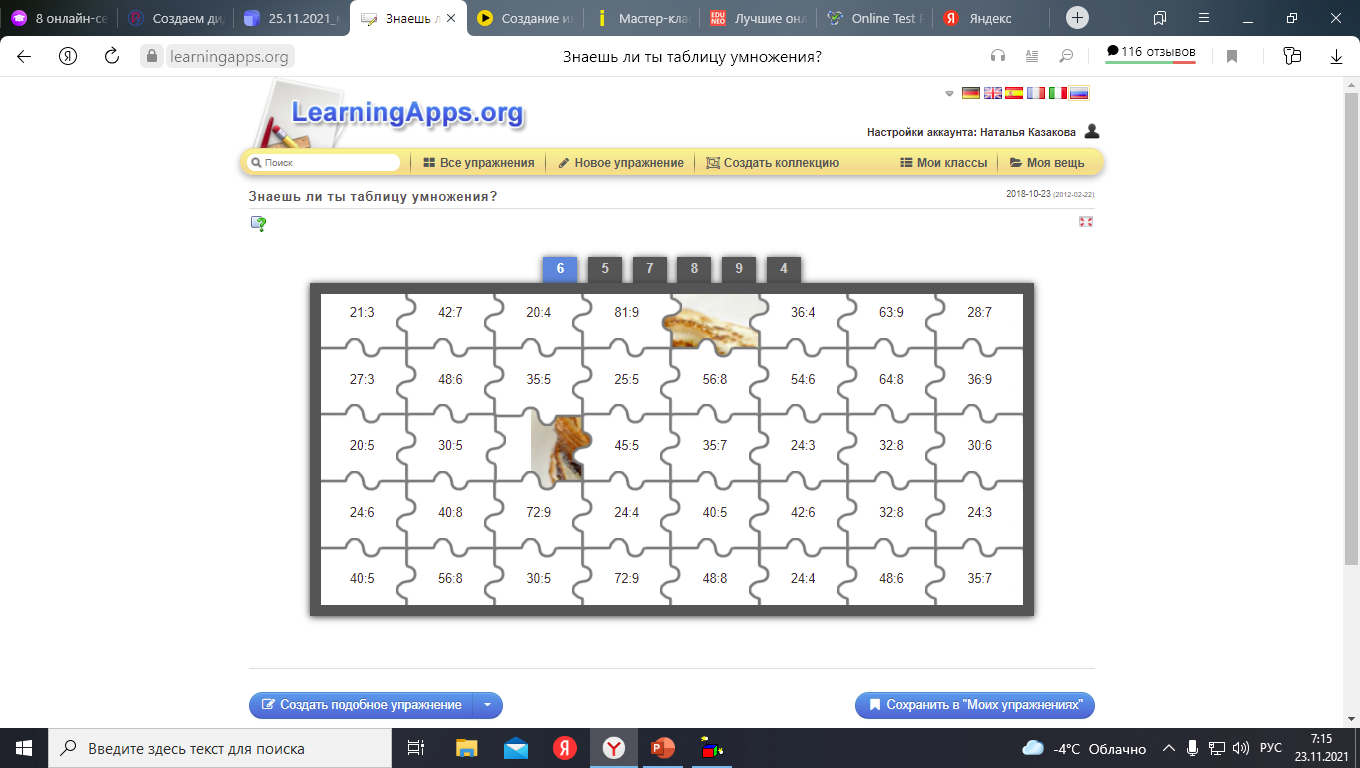 8 онлайн-се
Создаем ди
25.11.2021_м
Знаешь л
Создание ин
Мастер-клас
Лучшие онл
Online Test P
Яндекс
learningapps.org
Знаешь ли ты таблицу умножения?
116 отзывов
LearningApps.org
Настройки аккаунта: Наталья Казакова
Поиск
Все упражнения
Новое упражнение
Создать коллекцию
Мои классы
Моя вещь
Знаешь ли ты таблицу умножения?
2018-10-23 (2012-02-22)
6 5 7 8 9 4
21:3 42:7 20:4 81:9 36:4 63:9 28:7
27:3 48:6 35:5 25:5 56:8 54:6 64:8 36:9
20:5 30:5 45:5 35:7 24:3 32:8 30:6
24:6 40:8 72:9 24:4 40:5 42:6 32:8 24:3
40:5 56:8 30:5 72:9 48:8 24:4 48:6 35:7
Создать подобное упражнение
Сохранить в "Моих упражнениях"
Введите здесь текст для поиска
-4°C Облачно
РУС
7:15
23.11.2021